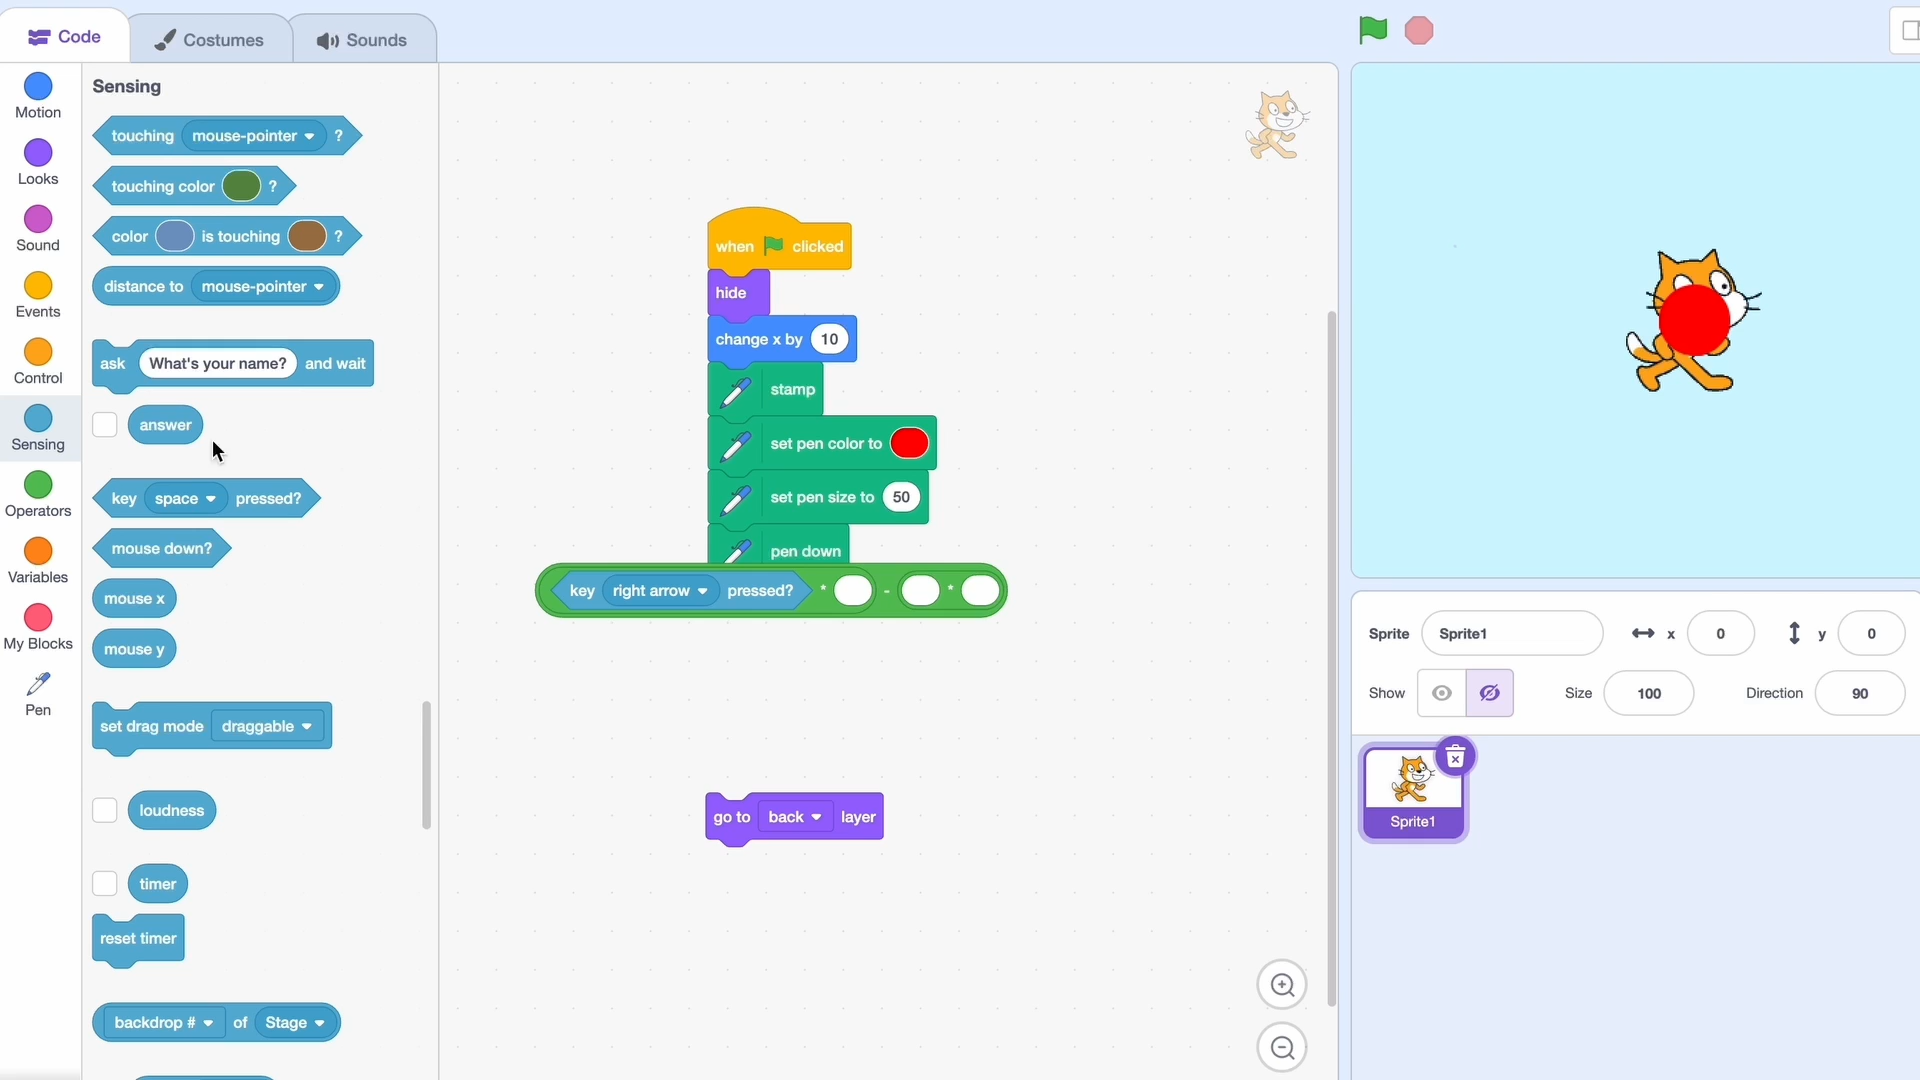 Code
Costumes
Sounds
Motion
Looks
Sound
Events
Control
Sensing
Operators
Variables
My Blocks
Pen
Sensing
touching mouse-pointer ?
touching color ?
color is touching ?
distance to mouse-pointer
ask What's your name? and wait
answer
key space pressed?
mouse down?
mouse x
mouse y
set drag mode draggable
loudness
timer
reset timer
backdrop # of Stage
when clicked
hide
change x by 10
stamp
set pen color to
set pen size to 50
pen down
key right arrow pressed? * - *
go to back layer
Sprite Sprite1 x 0 y 0
Show Size 100 Direction 90
Sprite1